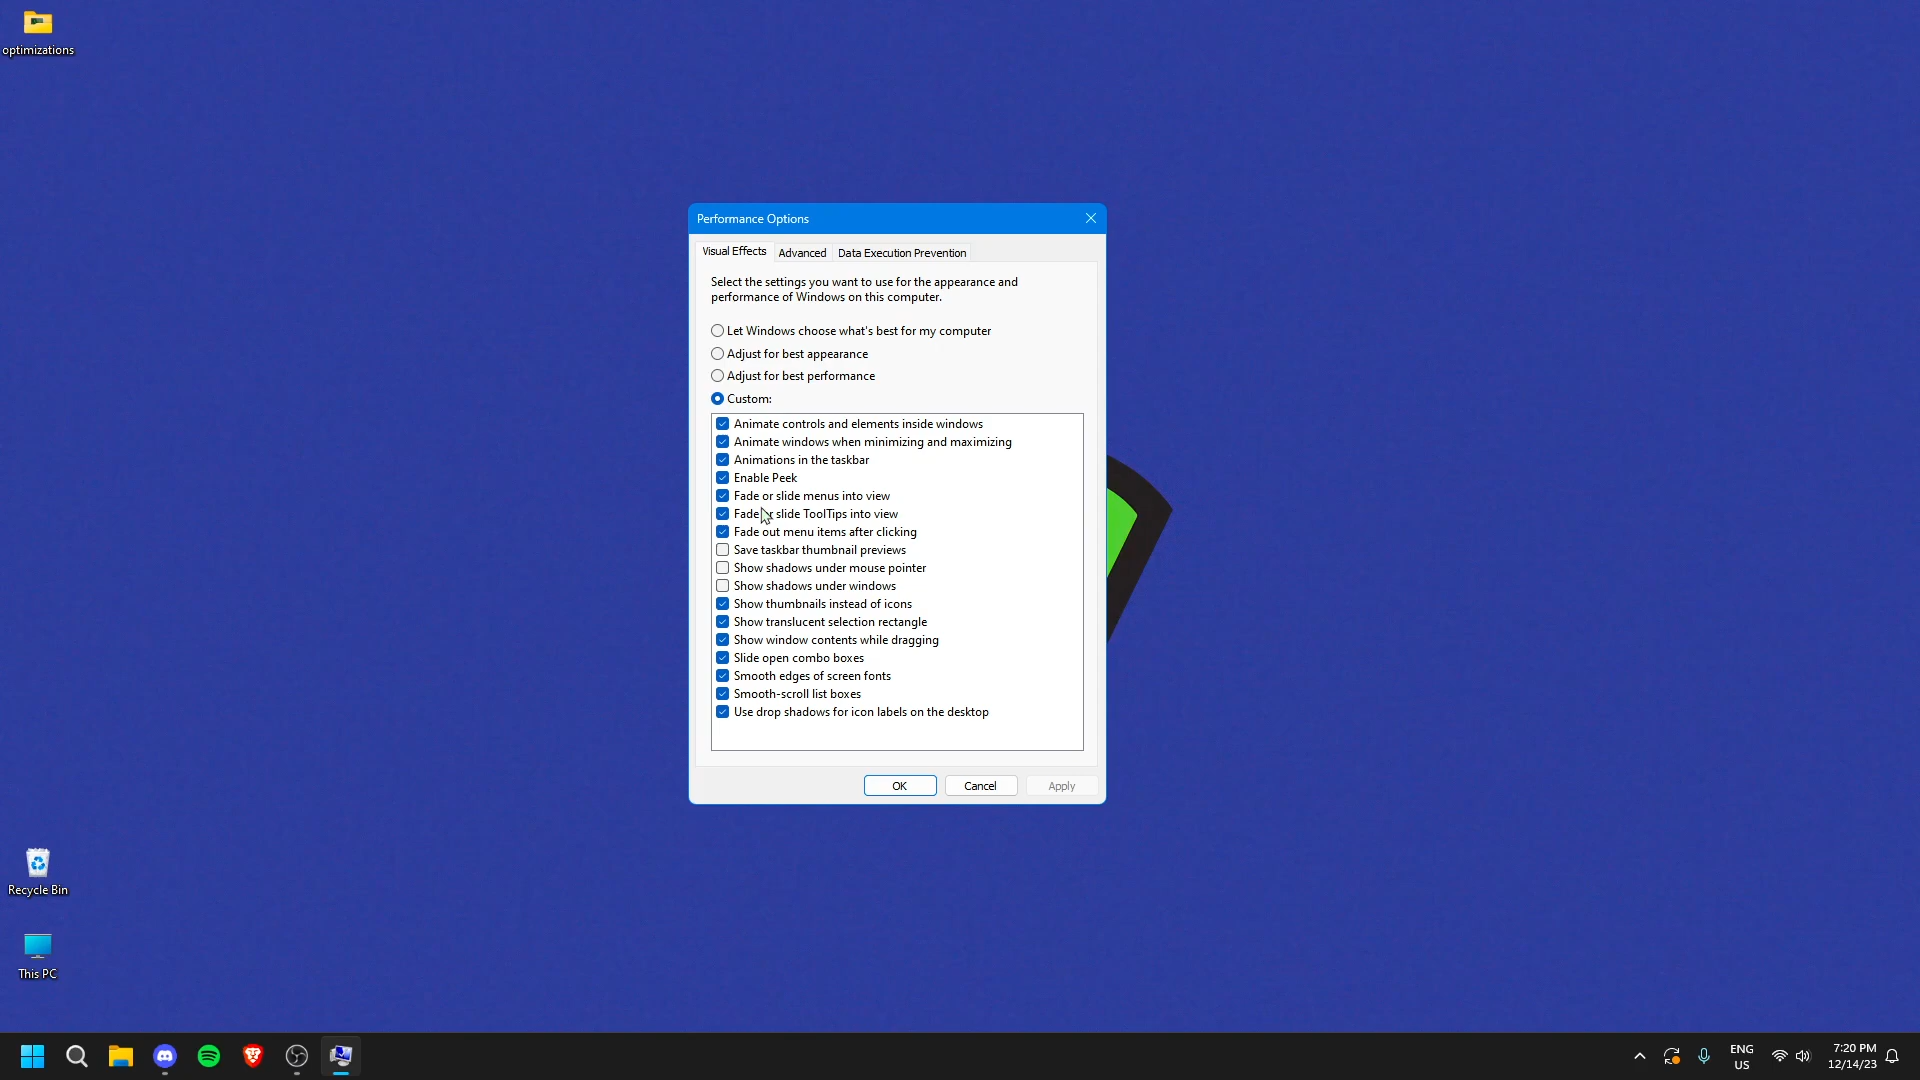 optimizations
Performance Options
Visual Effects
Advanced
Data Execution Prevention
Select the settings you want to use for the appearance and
performance of Windows on this computer.
Let Windows choose what's best for my computer
Adjust for best appearance
Adjust for best performance
Custom:
Animate controls and elements inside windows
Animate windows when minimizing and maximizing
Animations in the taskbar
Enable Peek
Fade or slide menus into view
Fade or slide ToolTips into view
Fade out menu items after clicking
Save taskbar thumbnail previews
Show shadows under mouse pointer
Show shadows under windows
Show thumbnails instead of icons
Show translucent selection rectangle
Show window contents while dragging
Slide open combo boxes
Smooth edges of screen fonts
Smooth-scroll list boxes
Use drop shadows for icon labels on the desktop
OK
Cancel
Apply
Recycle Bin
This PC
ENG
US
7:20 PM
12/14/23